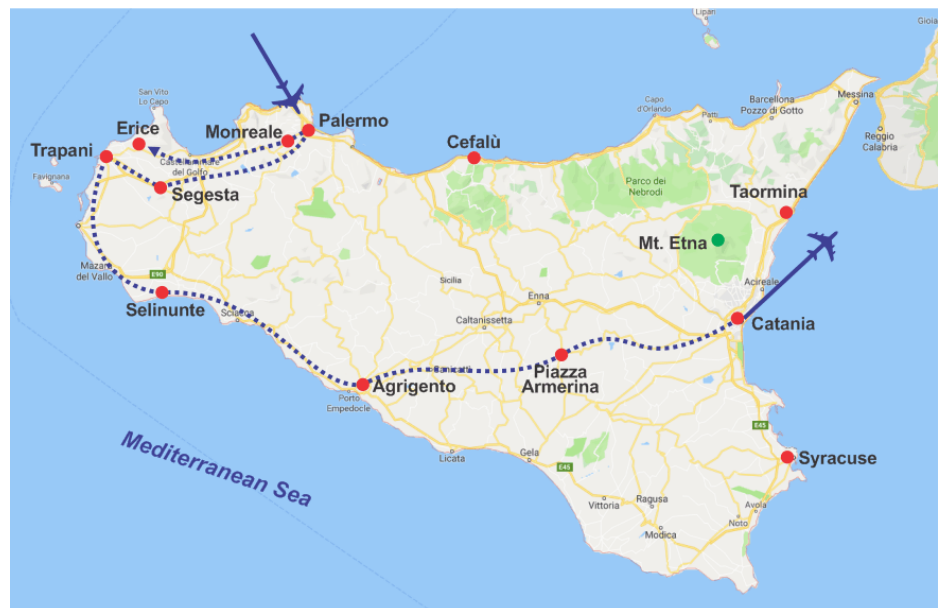 Lipari
Gioia
San Vito
Lo Capo
Erice
Monreale
Palermo
Trapani
Castellammare
del Golfo
Favignana
Segesta
Cefalù
Capo
d'Orlando
Patti
Barcellona
Pozzo di Gotto
Messina
Reggio
Calabria
Parco dei
Nebrodi
Taormina
Mt. Etna
Mazara
del Vallo
E90
Selinunte
Sciacca
Sicilia
Enna
Caltanissetta
Acireale
Catania
Canicatti
Piazza
Armerina
Agrigento
Porto
Empedocle
Mediterranean Sea
Licata
Gela
E45
E45
Syracuse
Vittoria
Ragusa
Modica
Avola
Noto